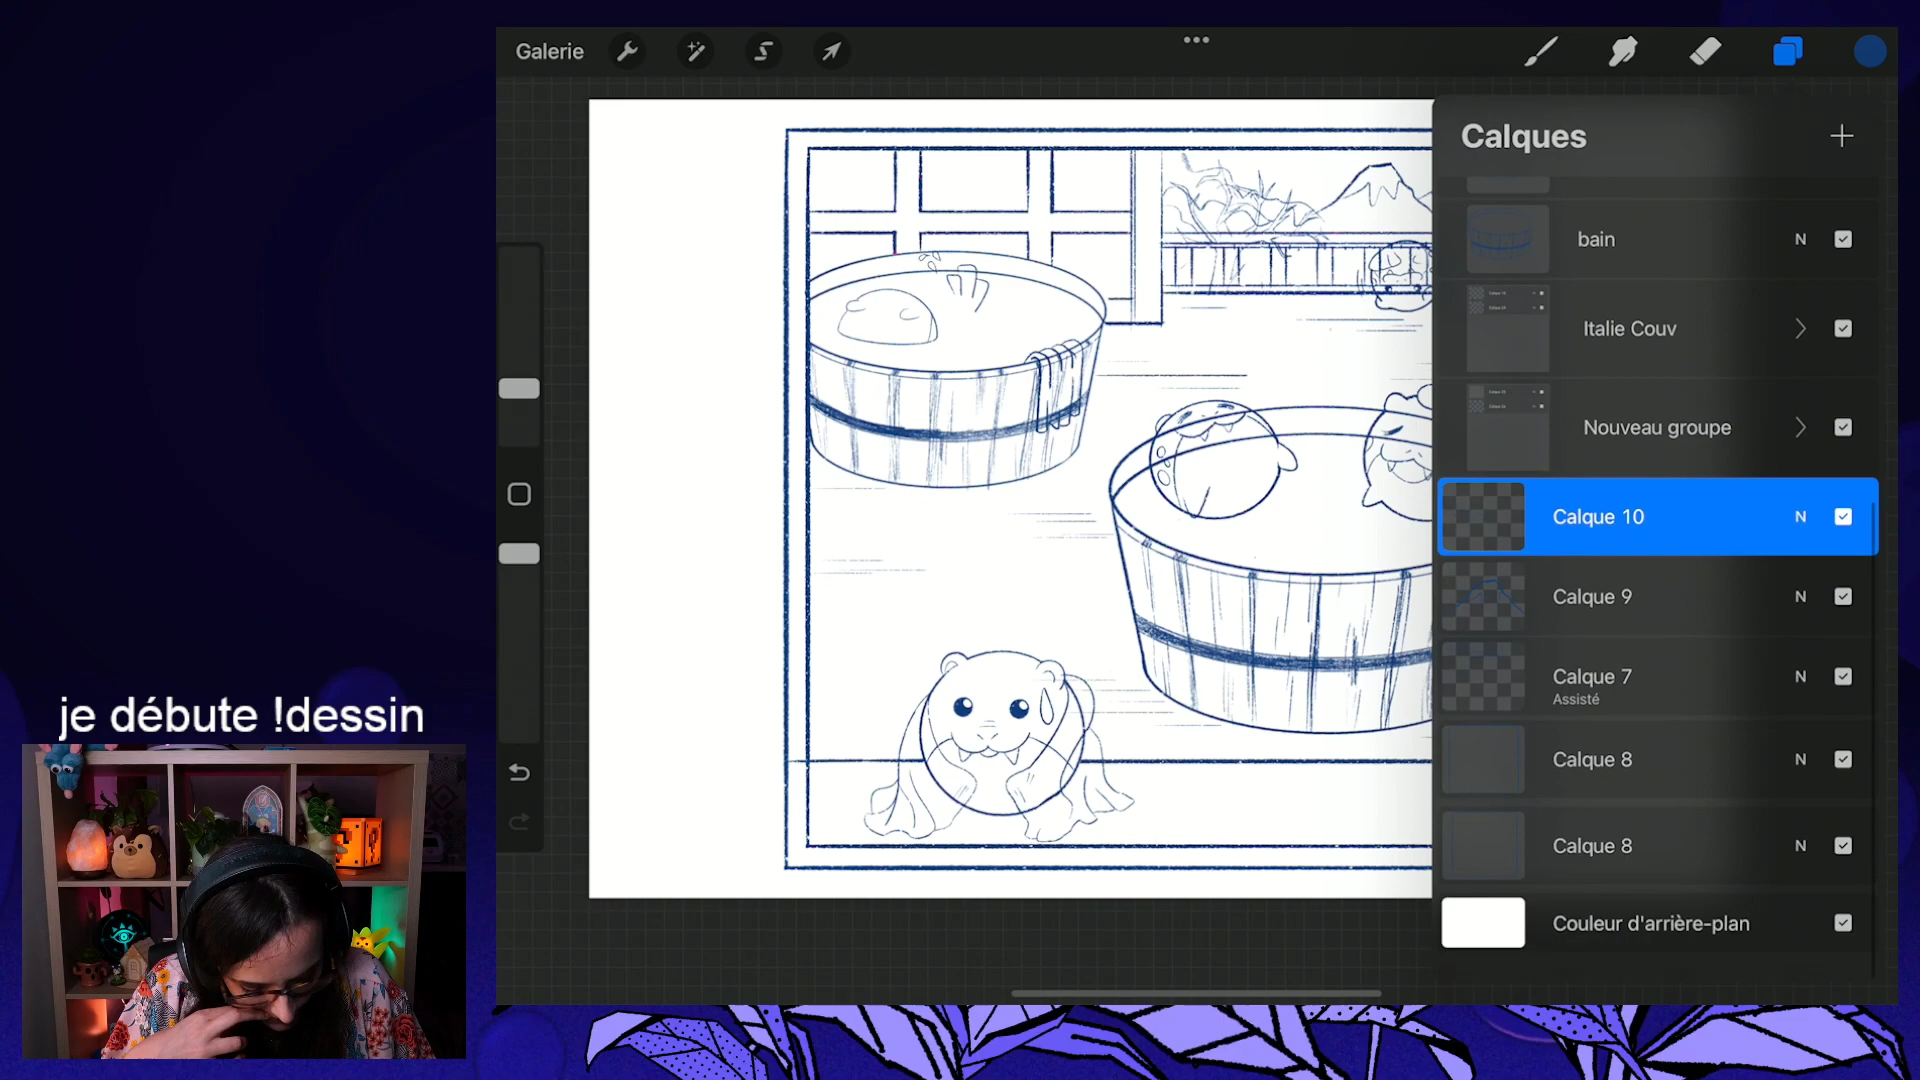 Galerie
Calques
bain N
Italie Couv
Nouveau groupe
Calque 10 N
Calque 9 N
Calque 7 N
Assisté
Calque 8 N
Calque 8 N
Couleur d'arrière-plan
je débute !dessin